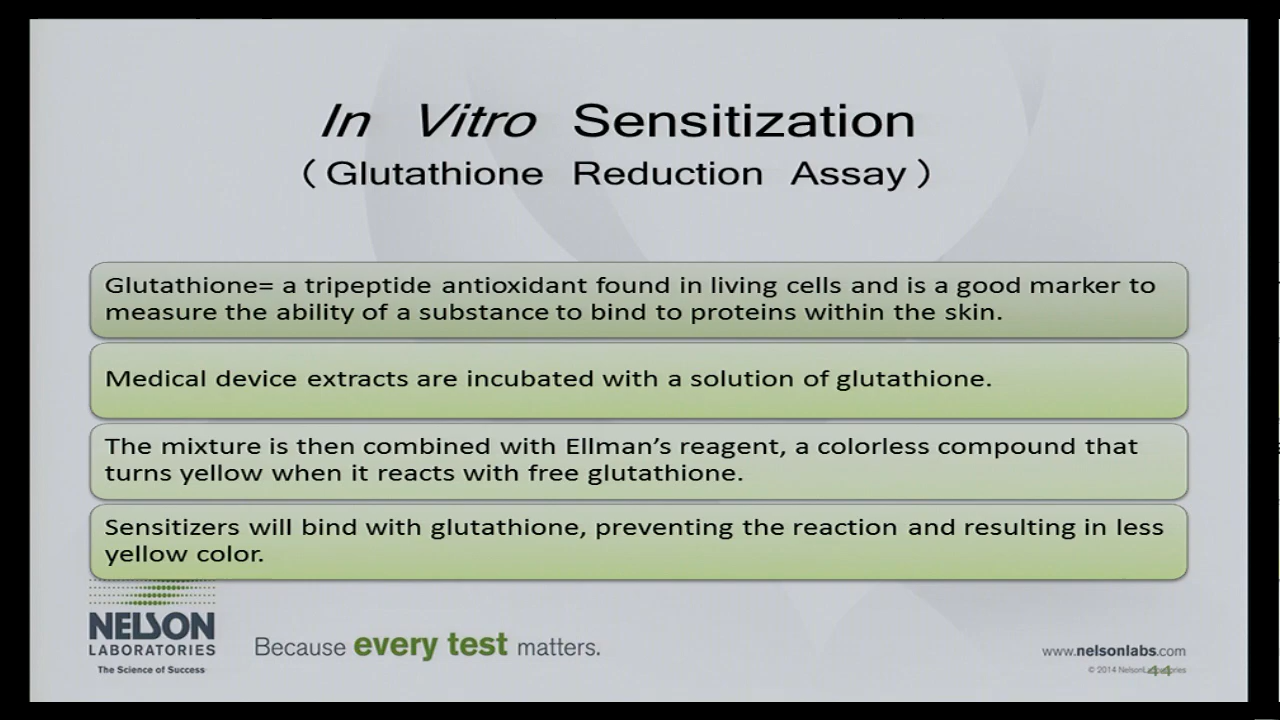 In Vitro Sensitization
(Glutathione Reduction Assay)
Glutathione= a tripeptide antioxidant found in living cells and is a good marker to
measure the ability of a substance to bind to proteins within the skin.
Medical device extracts are incubated with a solution of glutathione.
The mixture is then combined with Ellman’s reagent, a colorless compound that
turns yellow when it reacts with free glutathione.
Sensitizers will bind with glutathione, preventing the reaction and resulting in less
yellow color.
NELSON
LABORATORIES
The Science of Success
Because every test matters.
www.nelsonlabs.com
© 2014 Nelson
44